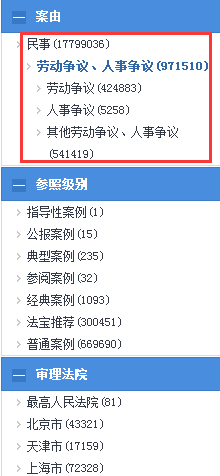 案由
民事(17799036)
劳动争议、人事争议(971510)
劳动争议(424883)
人事争议(5258)
其他劳动争议、人事争议
(541419)
参照级别
指导性案例(1)
公报案例(15)
典型案例(235)
参阅案例(32)
经典案例(1093)
法宝推荐(300451)
普通案例(669690)
审理法院
最高人民法院(81)
北京市(43321)
天津市(17159)
上海市(72328)